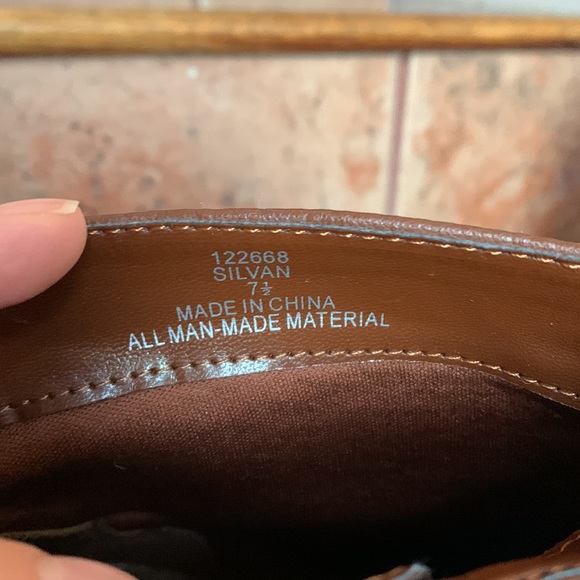 122668
SILVAN
7½
MADE IN CHINA
ALL MAN-MADE MATERIAL